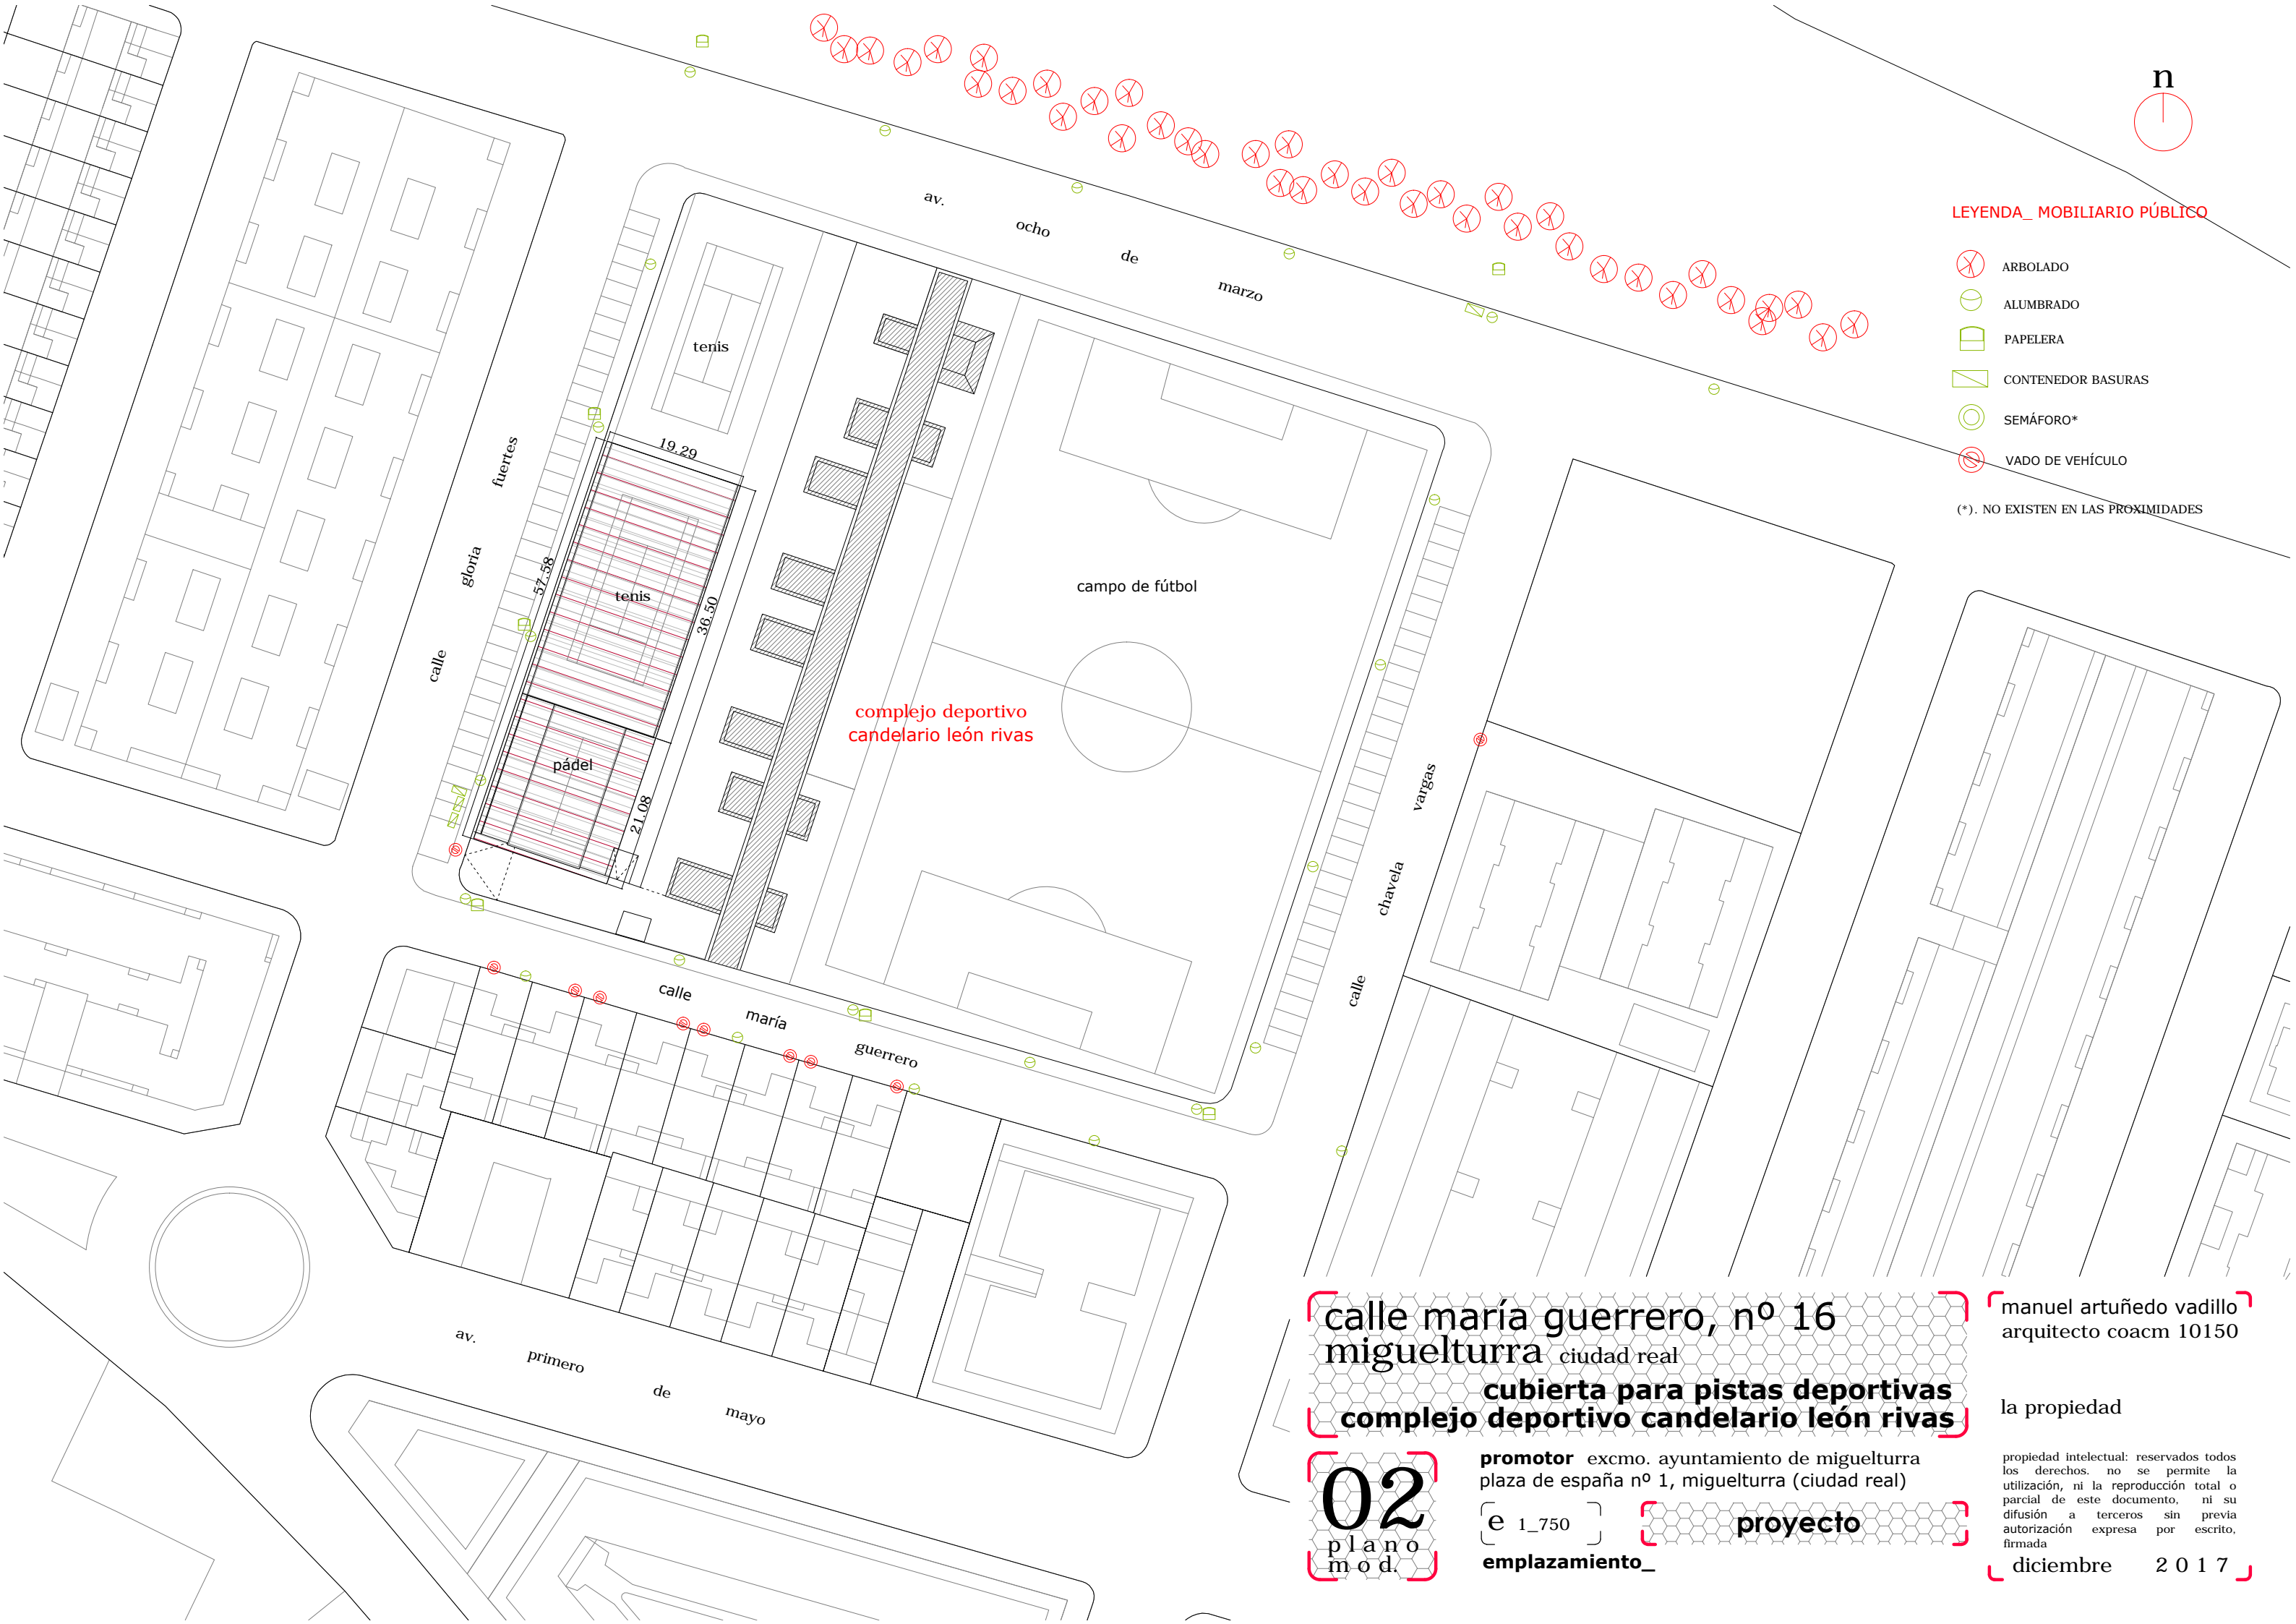 n
LEYENDA_ MOBILIARIO PÚBLICO
ARBOLADO
ALUMBRADO
PAPELERA
CONTENEDOR BASURAS
SEMÁFORO*
VADO DE VEHÍCULO
(*). NO EXISTEN EN LAS PROXIMIDADES
av. ocho de marzo
tenis
19.29
calle gloria fuertes
57.58
tenis
36.50
campo de fútbol
complejo deportivo
candelario león rivas
pádel
21.08
calle chavela vargas
calle maría guerrero
av. primero de mayo
calle maría guerrero, nº 16
miguelturra ciudad real
cubierta para pistas deportivas
complejo deportivo candelario león rivas
02
plano
mod.
promotor excmo. ayuntamiento de miguelturra
plaza de españa nº 1, miguelturra (ciudad real)
e 1_750
proyecto
emplazamiento_
manuel artuñedo vadillo
arquitecto coacm 10150
la propiedad
propiedad intelectual: reservados todos
los derechos. no se permite la
utilización, ni la reproducción total o
parcial de este documento, ni su
difusión a terceros sin previa
autorización expresa por escrito,
firmada
diciembre 2017